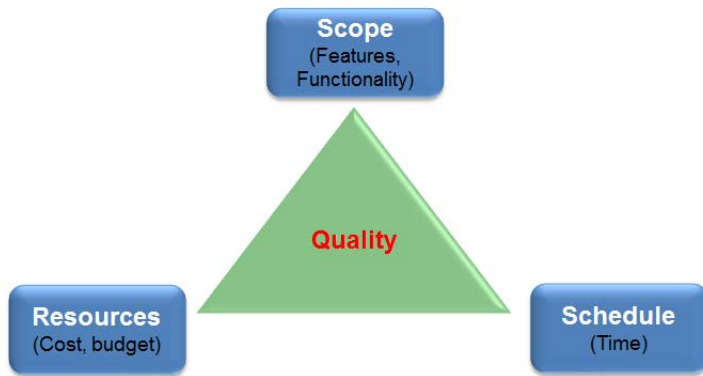 Scope
(Features,
Functionality)
Quality
Resources
(Cost, budget)
Schedule
(Time)